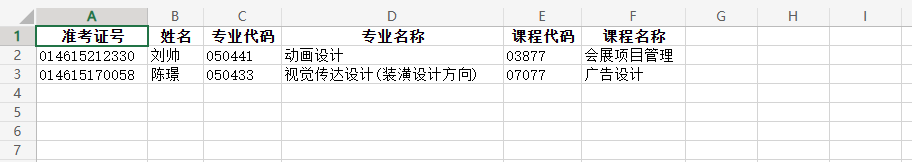 A B C D E F G H I
1 准考证号 姓名 专业代码 专业名称 课程代码 课程名称
2 014615212330 刘帅 050441 动画设计 03877 会展项目管理
3 014615170058 陈璟 050433 视觉传达设计(装潢设计方向) 07077 广告设计
4
5
6
7